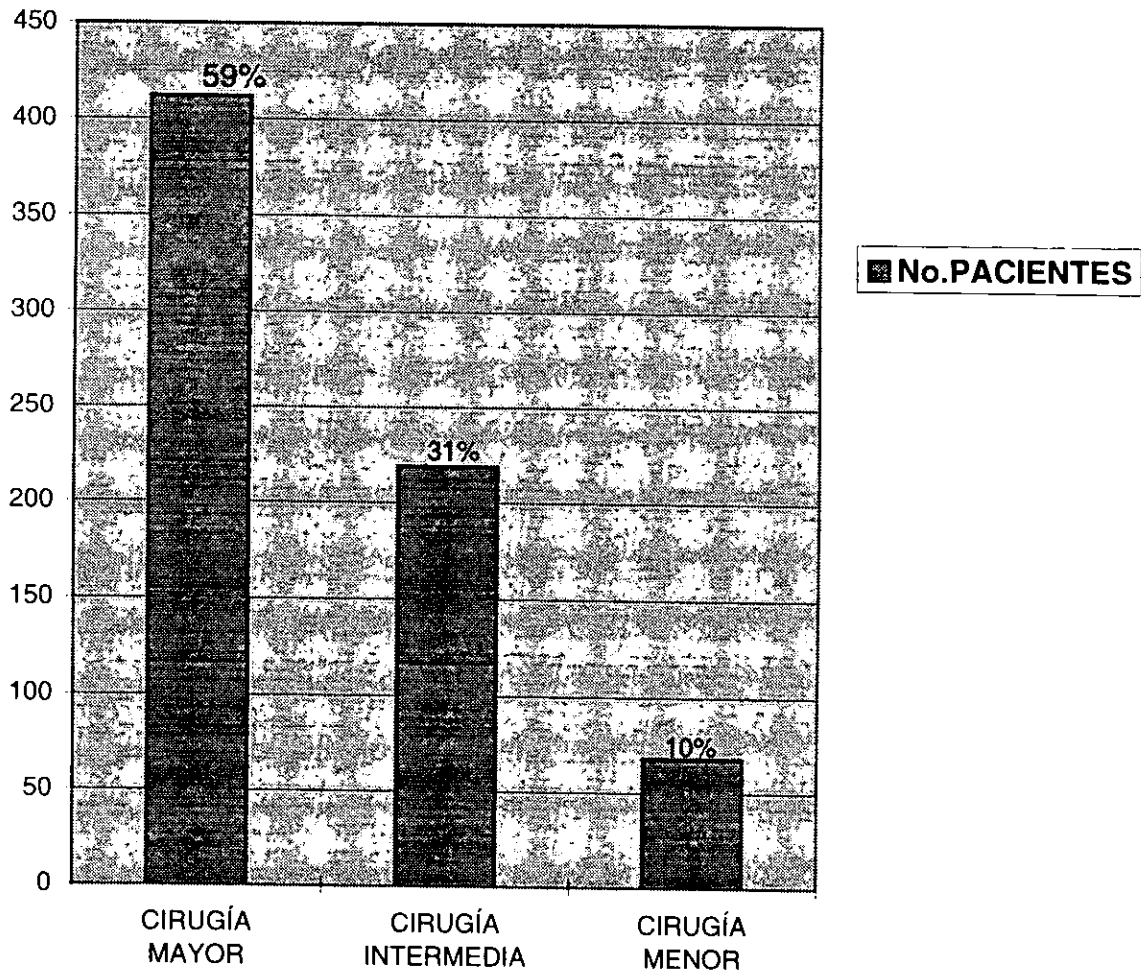 450
400
350
300
250
200
150
100
50
0
59%
31%
10%
No.PACIENTES
CIRUGÍA
MAYOR
CIRUGÍA
INTERMEDIA
CIRUGÍA
MENOR